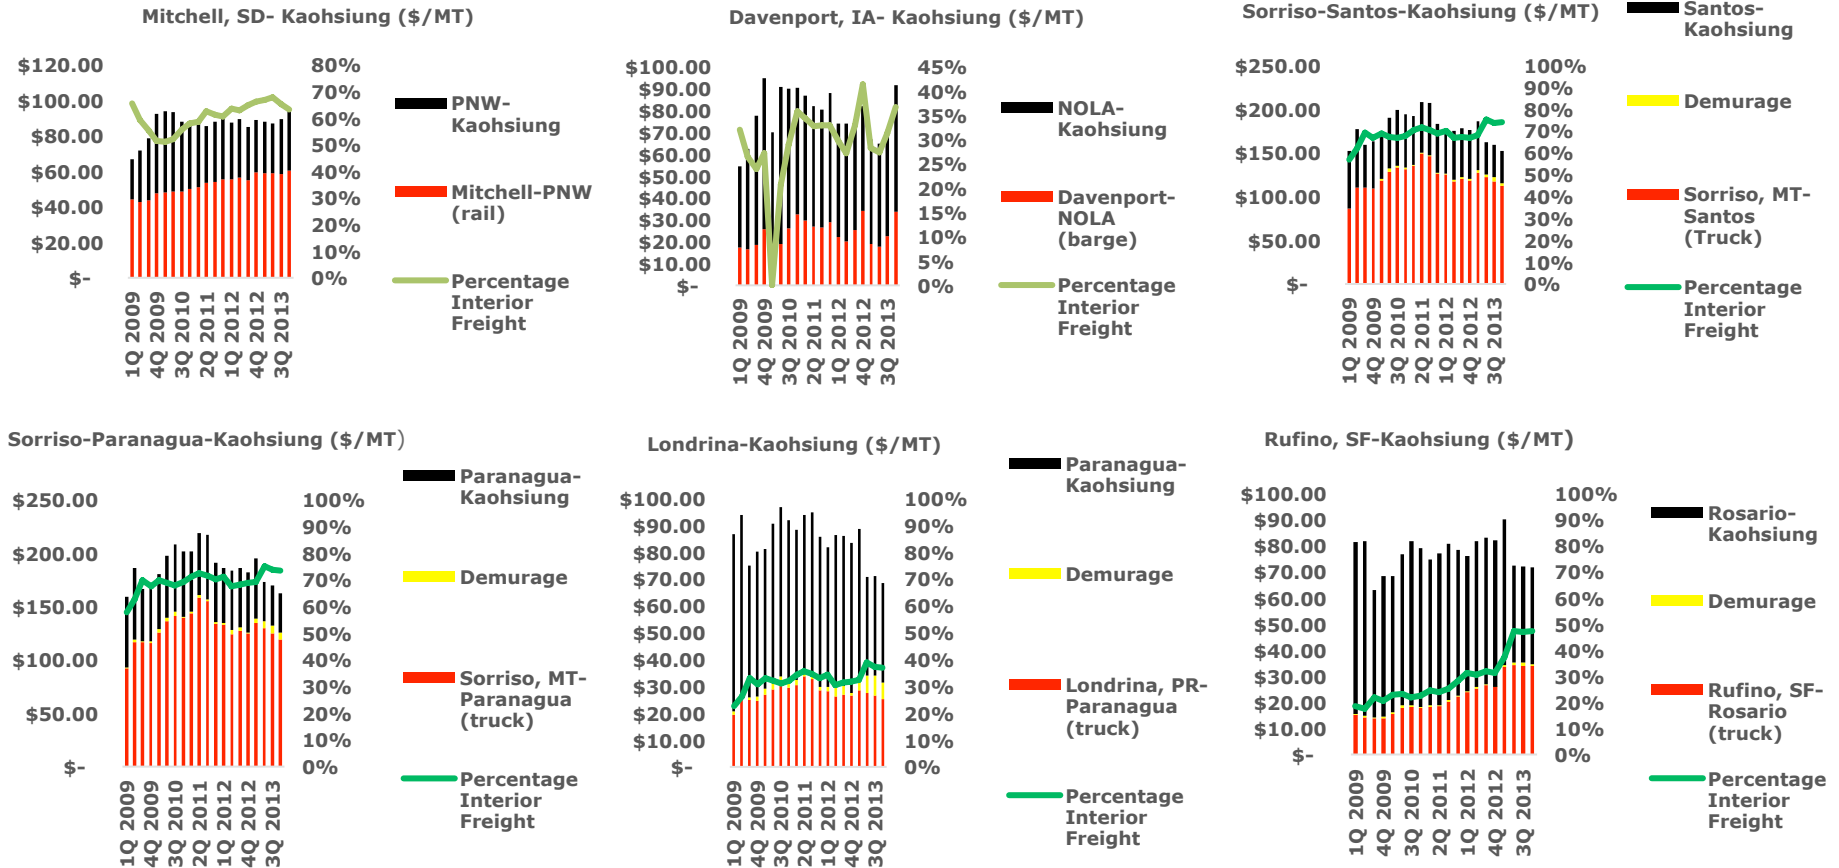 Mitchell, SD- Kaohsiung ($/MT)
$120.00
$100.00
$80.00
$60.00
$40.00
$20.00
$-
80%
70%
60%
50%
40%
30%
20%
10%
0%
1Q 2009
4Q 2009
3Q 2010
2Q 2011
1Q 2012
4Q 2012
3Q 2013
PNW-
Kaohsiung
Mitchell-PNW
(rail)
Percentage
Interior
Freight
Davenport, IA- Kaohsiung ($/MT)
$100.00
$90.00
$80.00
$70.00
$60.00
$50.00
$40.00
$30.00
$20.00
$10.00
$-
45%
40%
35%
30%
25%
20%
15%
10%
5%
0%
1Q 2009
4Q 2009
3Q 2010
2Q 2011
1Q 2012
4Q 2012
3Q 2013
NOLA-
Kaohsiung
Davenport-
NOLA
(barge)
Percentage
Interior
Freight
Sorriso-Santos-Kaohsiung ($/MT)
$250.00
$200.00
$150.00
$100.00
$50.00
$-
100%
90%
80%
70%
60%
50%
40%
30%
20%
10%
0%
1Q 2009
4Q 2009
3Q 2010
2Q 2011
1Q 2012
4Q 2012
3Q 2013
Santos-
Kaohsiung
Demurage
Sorriso, MT-
Santos
(Truck)
Percentage
Interior
Freight
Sorriso-Paranagua-Kaohsiung ($/MT)
$250.00
$200.00
$150.00
$100.00
$50.00
$-
100%
90%
80%
70%
60%
50%
40%
30%
20%
10%
0%
1Q 2009
4Q 2009
3Q 2010
2Q 2011
1Q 2012
4Q 2012
3Q 2013
Paranagua-
Kaohsiung
Demurage
Sorriso, MT-
Paranagua
(truck)
Percentage
Interior
Freight
Londrina-Kaohsiung ($/MT)
$100.00
$90.00
$80.00
$70.00
$60.00
$50.00
$40.00
$30.00
$20.00
$10.00
$-
100%
90%
80%
70%
60%
50%
40%
30%
20%
10%
0%
1Q 2009
4Q 2009
3Q 2010
2Q 2011
1Q 2012
4Q 2012
3Q 2013
Paranagua-
Kaohsiung
Demurage
Londrina, PR-
Paranagua
(truck)
Percentage
Interior
Freight
Rufino, SF-Kaohsiung ($/MT)
$100.00
$90.00
$80.00
$70.00
$60.00
$50.00
$40.00
$30.00
$20.00
$10.00
$-
100%
90%
80%
70%
60%
50%
40%
30%
20%
10%
0%
1Q 2009
4Q 2009
3Q 2010
2Q 2011
1Q 2012
4Q 2012
3Q 2013
Rosario-
Kaohsiung
Demurage
Rufino, SF-
Rosario
(truck)
Percentage
Interior
Freight